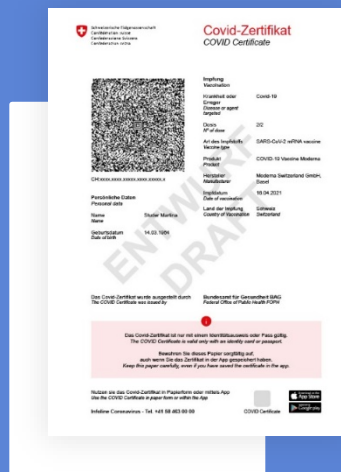 Schweizerische Eidgenossenschaft
Confédération suisse
Confederazione Svizzera
Confederaziun svizra
Covid-Zertifikat
COVID Certificate
Impfung
Vaccination
Krankheit oder Erreger
Disease or agent targeted
Covid-19
Dosis
N° of dose
2/2
Art des Impfstoffs
Vaccine type
SARS-CoV-2 mRNA vaccine
Produkt
Product
COVID-19 Vaccine Moderna
Hersteller
Manufacturer
Moderna Switzerland GmbH, Basel
Impfdatum
Date of vaccination
16.04.2021
Land der Impfung
Country of Vaccination
Schweiz
Switzerland
Persönliche Daten
Personal data
Name
Name
Studer Martina
Geburtsdatum
Date of birth
14.03.1964
ENTWURF
DRAFT
Das Covid-Zertifikat wurde ausgestellt durch
The COVID Certificate was issued by
Bundesamt für Gesundheit BAG
Federal Office of Public Health FOPH
Das Covid-Zertifikat ist nur mit einem Identitätsausweis oder Pass gültig.
The COVID Certificate is valid only with an identity card or passport.
Bewahren Sie dieses Papier sorgfältig auf,
auch wenn Sie das Zertifikat in der App gespeichert haben.
Keep this paper carefully, even if you have saved the certificate in the app.
Nutzen sie das Covid-Zertifikat in Papierform oder mittels App
Use the COVID Certificate in paper form or within the App
Infoline Coronavirus - Tel. +41 58 463 00 00
COVID Certificate
App Store
Google Play